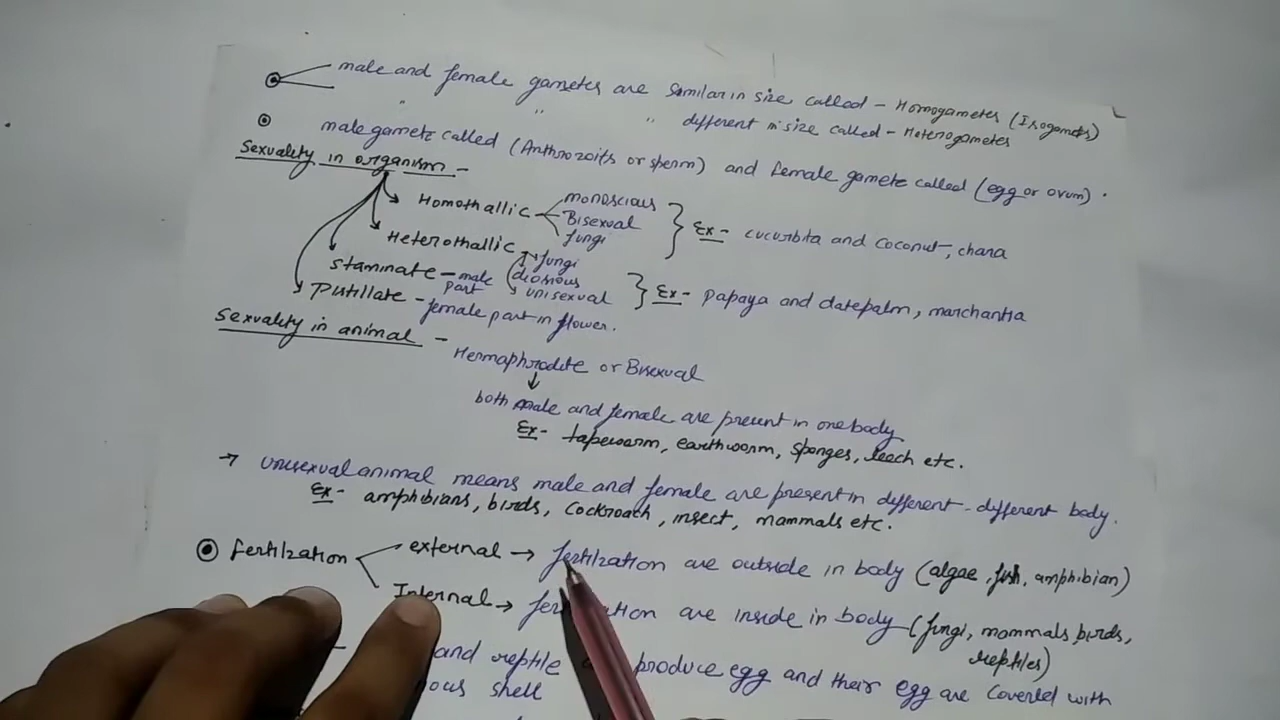 male and female gametes are similar in size called - Homogametes (Isogamets)
" " " different in size called - Heterogametes
male gamete called (Anthrozoits or sperm) and female gamete called (egg or ovum).
Sexuality in organism -
Homothallic
monoscious
Bisexual
fungi
Ex - cucurbita and coconut, chara
Heterothallic
fungi
diosious
unisexual
Ex - papaya and datepalm, marchantia
staminate - male part
Pistillate - female part in flower.
Sexuality in animal -
Hermaphrodite or Bisexual
both male and female are present in one body
Ex - tapeworm, earthworm, sponges, leech etc.
→ unisexual animal means male and female are present in different - different body.
Ex - amphibians, birds, cockroach, insect, mammals etc.
fertilzation
external → fertilzation are outside in body (algae, fish, amphibian)
Internal → are inside in body (fungi, mammals, birds, reptiles)
and reptile produce egg and their egg are covered with
shell